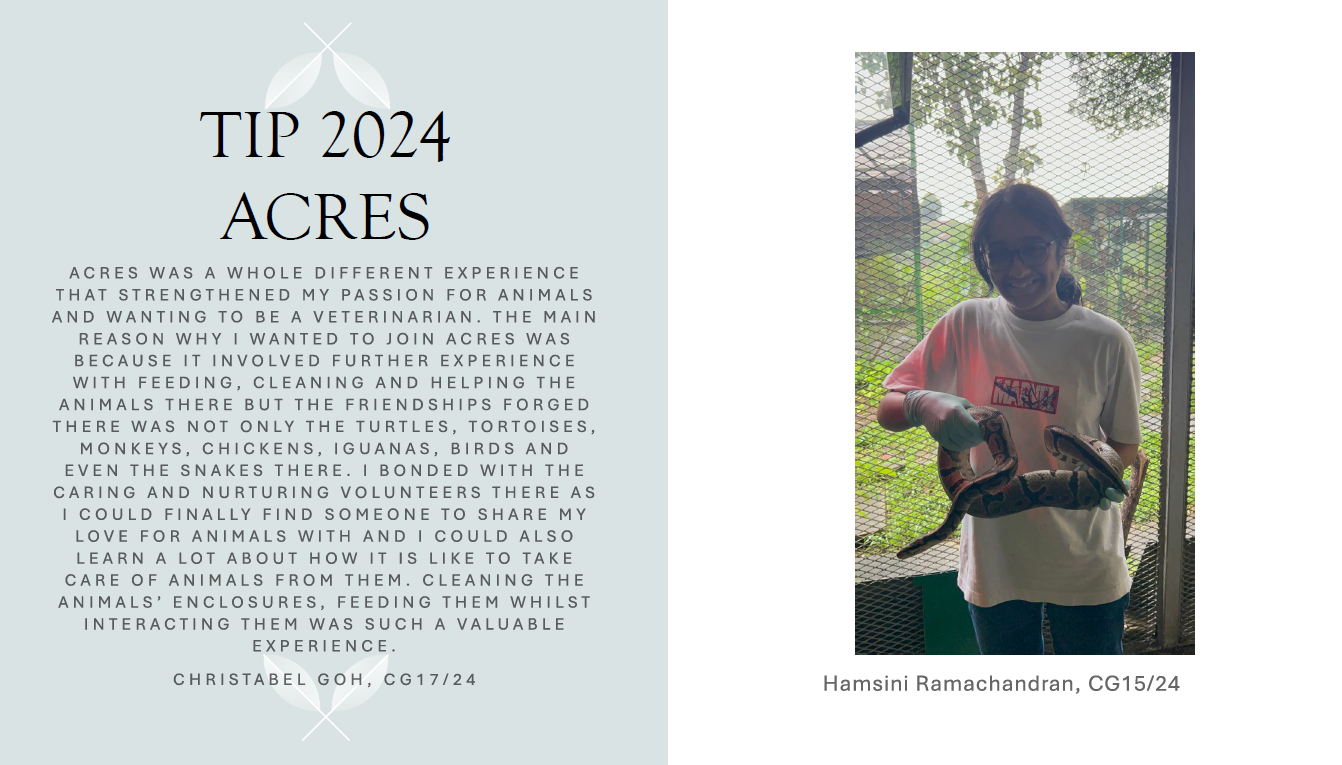 TIP 2024
ACRES
ACRES WAS A WHOLE DIFFERENT EXPERIENCE
THAT STRENGTHENED MY PASSION FOR ANIMALS
AND WANTING TO BE A VETERINARIAN. THE MAIN
REASON WHY I WANTED TO JOIN ACRES WAS
BECAUSE IT INVOLVED FURTHER EXPERIENCE
WITH FEEDING, CLEANING AND HELPING THE
ANIMALS THERE BUT THE FRIENDSHIPS FORGED
THERE WAS NOT ONLY THE TURTLES, TORTOISES,
MONKEYS, CHICKENS, IGUANAS, BIRDS AND
EVEN THE SNAKES THERE. I BONDED WITH THE
CARING AND NURTURING VOLUNTEERS THERE AS
I COULD FINALLY FIND SOMEONE TO SHARE MY
LOVE FOR ANIMALS WITH AND I COULD ALSO
LEARN A LOT ABOUT HOW IT IS LIKE TO TAKE
CARE OF ANIMALS FROM THEM. CLEANING THE
ANIMALS’ ENCLOSURES, FEEDING THEM WHILST
INTERACTING THEM WAS SUCH A VALUABLE
EXPERIENCE.
CHRISTABEL GOH, CG17/24
Hamsini Ramachandran, CG15/24